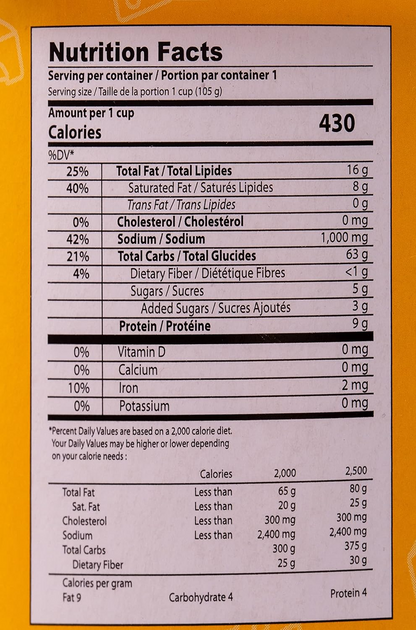 Nutrition Facts
Serving per container / Portion par container 1
Serving size / Taille de la portion 1 cup (105 g)
Amount per 1 cup
Calories 430
%DV*
25% Total Fat / Total Lipides 16 g
40% Saturated Fat / Saturés Lipides 8 g
Trans Fat / Trans Lipides 0 g
0% Cholesterol / Cholestérol 0 mg
42% Sodium / Sodium 1,000 mg
21% Total Carbs / Total Glucides 63 g
4% Dietary Fiber / Diététique Fibres <1 g
Sugars / Sucres 5 g
Added Sugars / Sucres Ajoutés 3 g
Protein / Protéine 9 g
0% Vitamin D 0 mg
0% Calcium 0 mg
10% Iron 2 mg
0% Potassium 0 mg
*Percent Daily Values are based on a 2,000 calorie diet.
Your Daily Values may be higher or lower depending
on your calorie needs :
Calories 2,000 2,500
Total Fat Less than 65 g 80 g
Sat. Fat Less than 20 g 25 g
Cholesterol Less than 300 mg 300 mg
Sodium Less than 2,400 mg 2,400 mg
Total Carbs 300 g 375 g
Dietary Fiber 25 g 30 g
Calories per gram
Fat 9 Carbohydrate 4 Protein 4